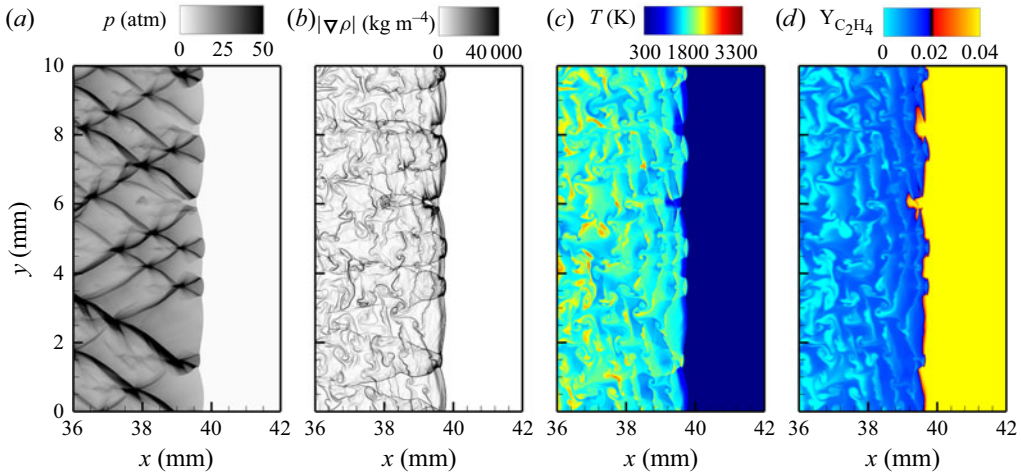 (a) p (atm) (b) |∇ρ| (kg m⁻⁴) (c) T (K) (d) Y_C₂H₄
0 25 50 0 40 000 300 1800 3300 0 0.02 0.04
10
8
6
y (mm)
4
2
0
36 38 40 42 36 38 40 42 36 38 40 42 36 38 40 42
x (mm) x (mm) x (mm) x (mm)